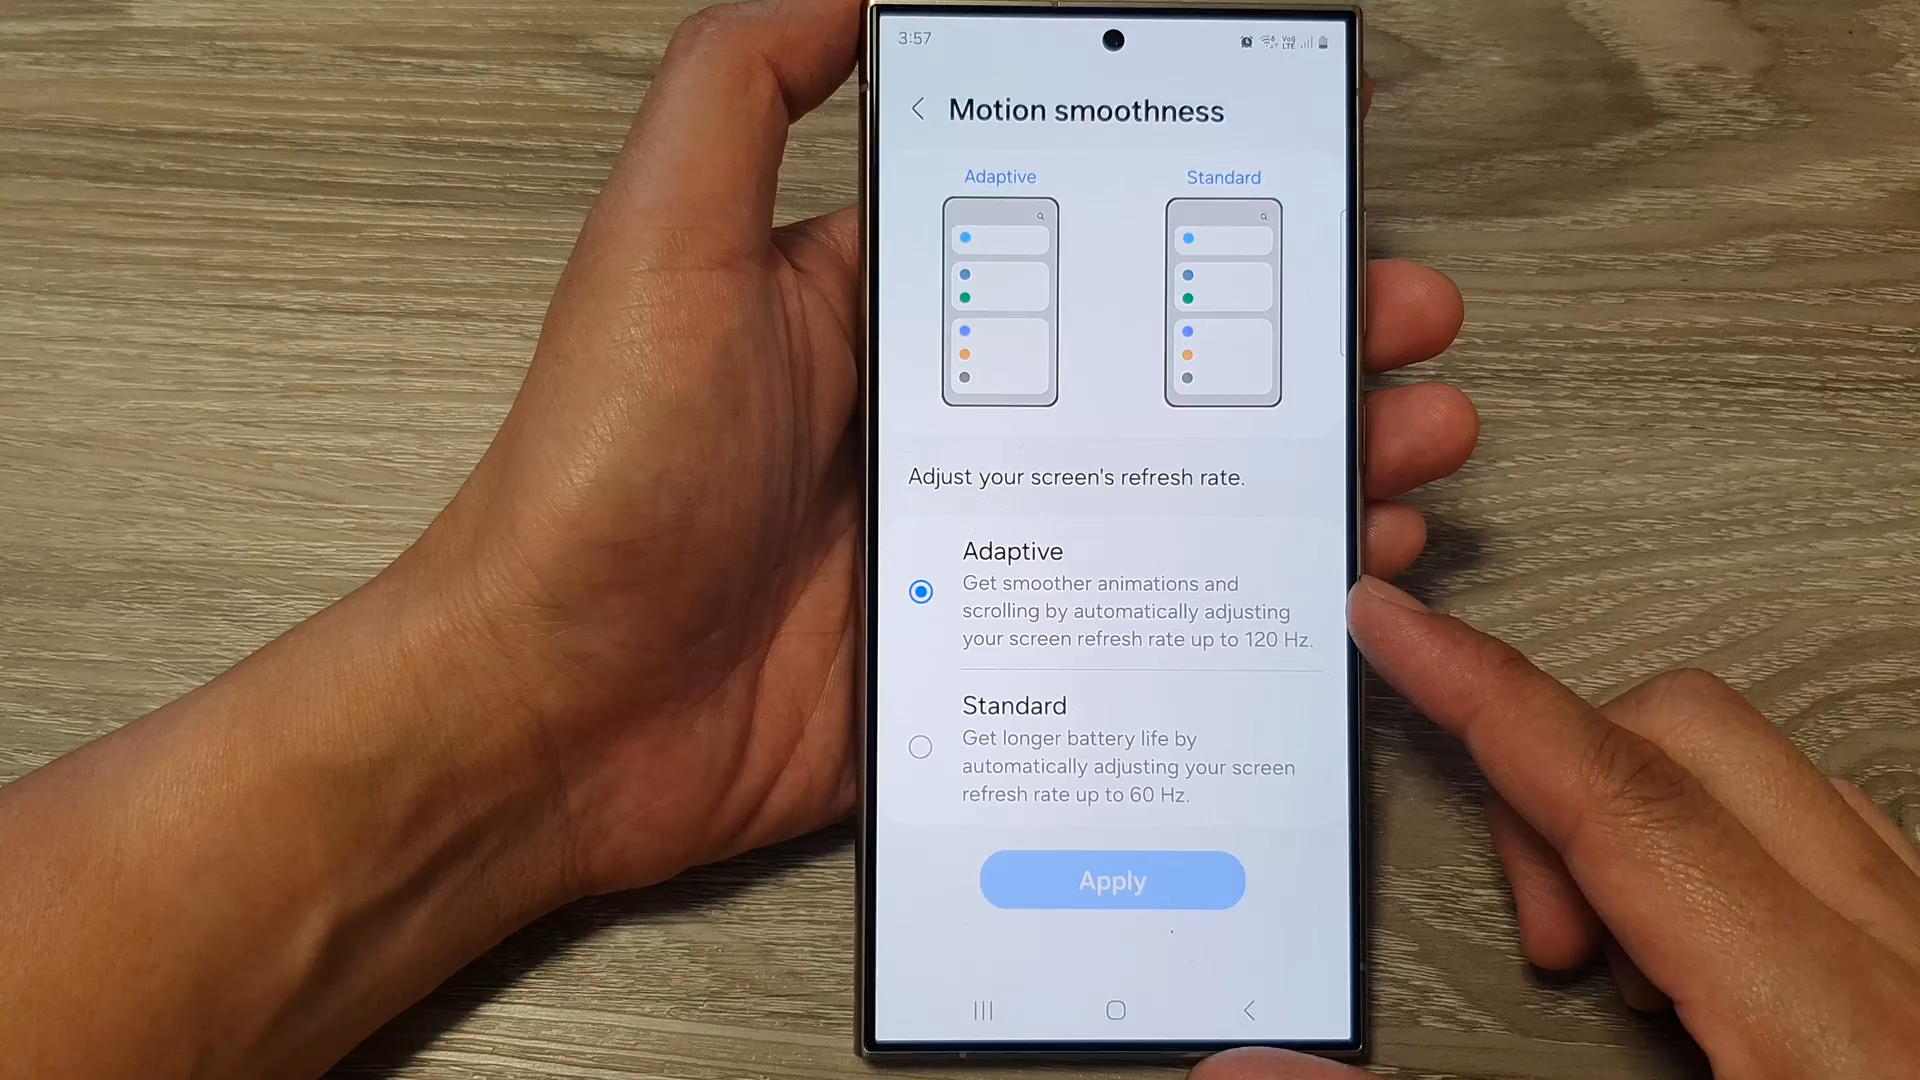 3:57
Vo))
LTE
Motion smoothness
Adaptive
Standard
Adjust your screen's refresh rate.
Adaptive
Get smoother animations and
scrolling by automatically adjusting
your screen refresh rate up to 120 Hz.
Standard
Get longer battery life by
automatically adjusting your screen
refresh rate up to 60 Hz.
Apply